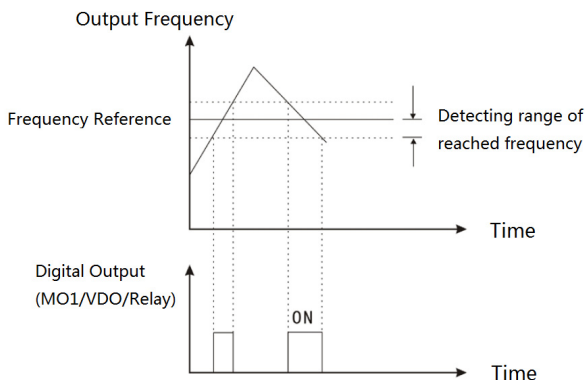 Output Frequency
Frequency Reference
Detecting range of
reached frequency
Time
Digital Output
(MO1/VDO/Relay)
ON
Time